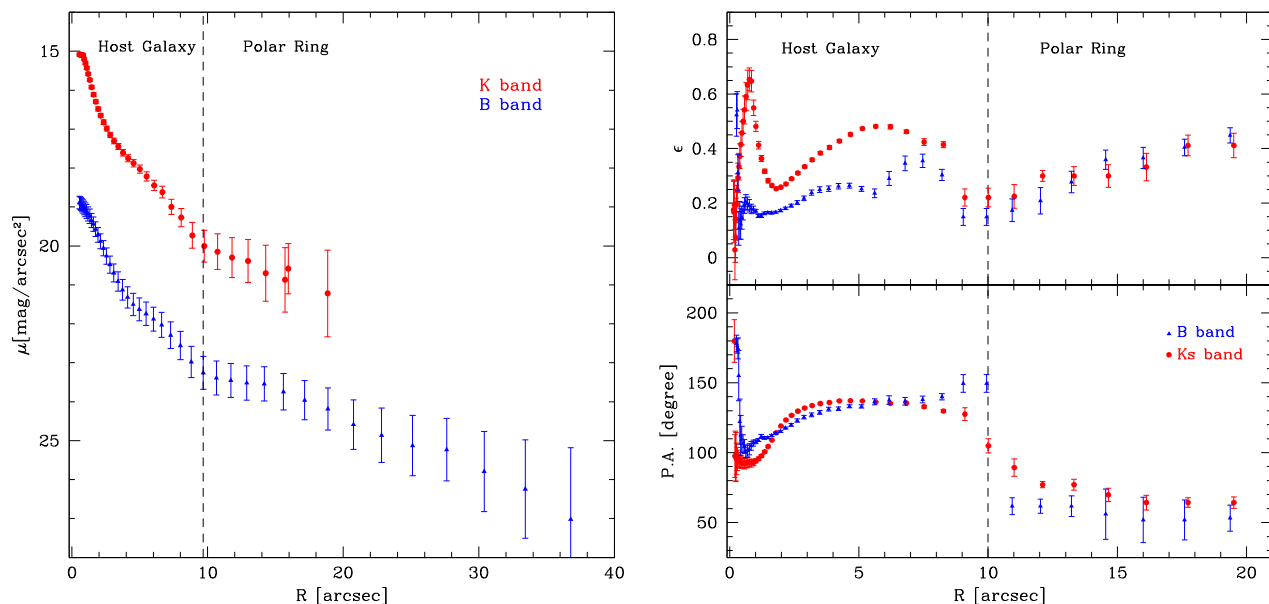 Host Galaxy Polar Ring
K band
B band
15
20
25
μ[mag/arcsec²]
0 10 20 30 40
R [arcsec]
Host Galaxy Polar Ring
0.8
0.6
0.4
0.2
0
ϵ
B band
Ks band
200
150
100
50
P.A. [degree]
0 5 10 15 20
R [arcsec]